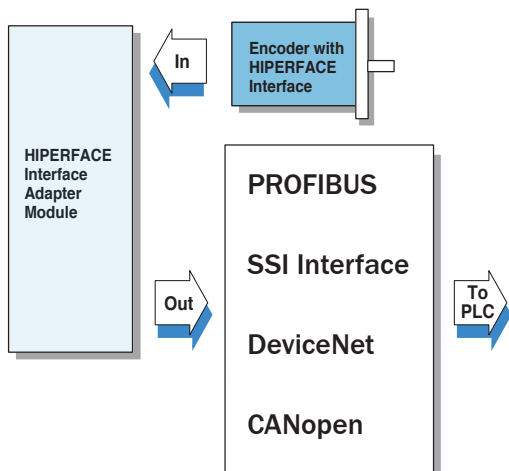 In
Encoder with
HIPERFACE
Interface
HIPERFACE
Interface
Adapter
Module
Out
PROFIBUS
SSI Interface
DeviceNet
CANopen
To
PLC